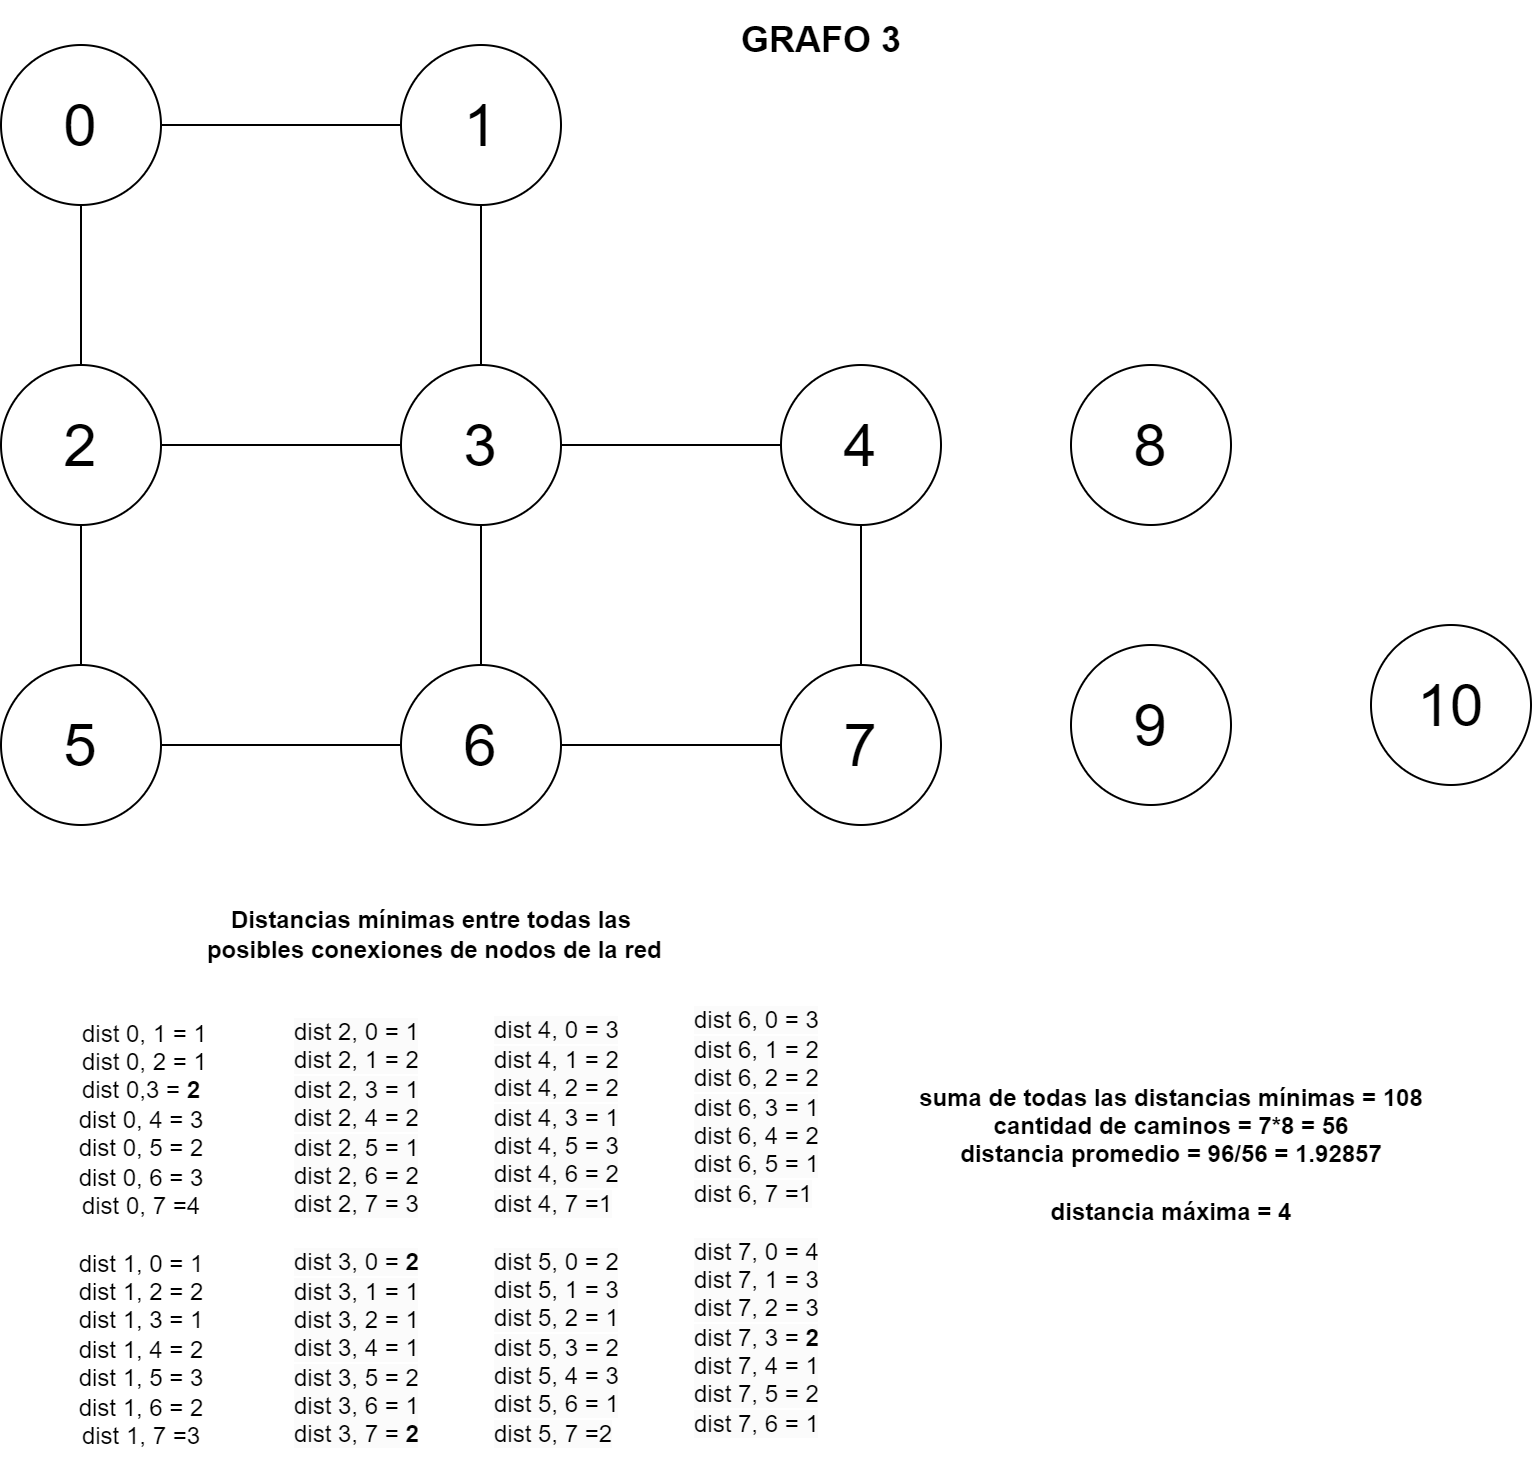 GRAFO 3
0
1
2
3
4
8
5
6
7
9
10
Distancias mínimas entre todas las
posibles conexiones de nodos de la red
dist 0, 1 = 1
dist 0, 2 = 1
dist 0,3 = 2
dist 0, 4 = 3
dist 0, 5 = 2
dist 0, 6 = 3
dist 0, 7 =4
dist 1, 0 = 1
dist 1, 2 = 2
dist 1, 3 = 1
dist 1, 4 = 2
dist 1, 5 = 3
dist 1, 6 = 2
dist 1, 7 =3
dist 2, 0 = 1
dist 2, 1 = 2
dist 2, 3 = 1
dist 2, 4 = 2
dist 2, 5 = 1
dist 2, 6 = 2
dist 2, 7 = 3
dist 3, 0 = 2
dist 3, 1 = 1
dist 3, 2 = 1
dist 3, 4 = 1
dist 3, 5 = 2
dist 3, 6 = 1
dist 3, 7 = 2
dist 4, 0 = 3
dist 4, 1 = 2
dist 4, 2 = 2
dist 4, 3 = 1
dist 4, 5 = 3
dist 4, 6 = 2
dist 4, 7 =1
dist 5, 0 = 2
dist 5, 1 = 3
dist 5, 2 = 1
dist 5, 3 = 2
dist 5, 4 = 3
dist 5, 6 = 1
dist 5, 7 =2
dist 6, 0 = 3
dist 6, 1 = 2
dist 6, 2 = 2
dist 6, 3 = 1
dist 6, 4 = 2
dist 6, 5 = 1
dist 6, 7 =1
dist 7, 0 = 4
dist 7, 1 = 3
dist 7, 2 = 3
dist 7, 3 = 2
dist 7, 4 = 1
dist 7, 5 = 2
dist 7, 6 = 1
suma de todas las distancias mínimas = 108
cantidad de caminos = 7*8 = 56
distancia promedio = 96/56 = 1.92857
distancia máxima = 4